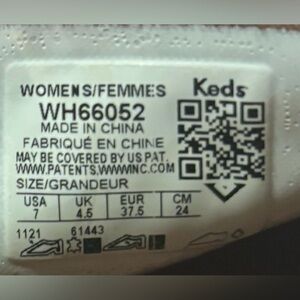 WOMENS/FEMMES Keds
WH66052
MADE IN CHINA
FABRIQUÉ EN CHINE
MAY BE COVERED BY US PAT.
WWW.PATENTS.WWWINC.COM
SIZE/GRANDEUR
USA UK EUR CM
7 4.5 37.5 24
1121 61443